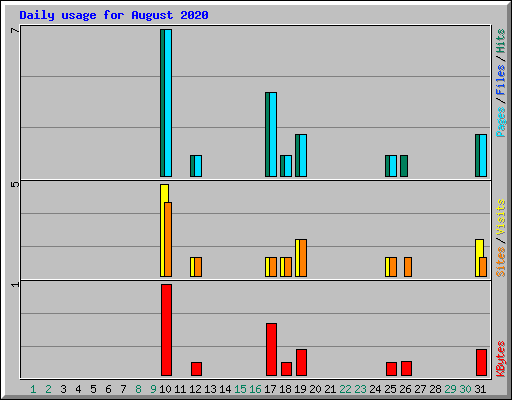 Daily usage for August 2020
7
5
1
Pages / Files / Hits
Sites / Visits
KBytes
1 2 3 4 5 6 7 8 9 10 11 12 13 14 15 16 17 18 19 20 21 22 23 24 25 26 27 28 29 30 31